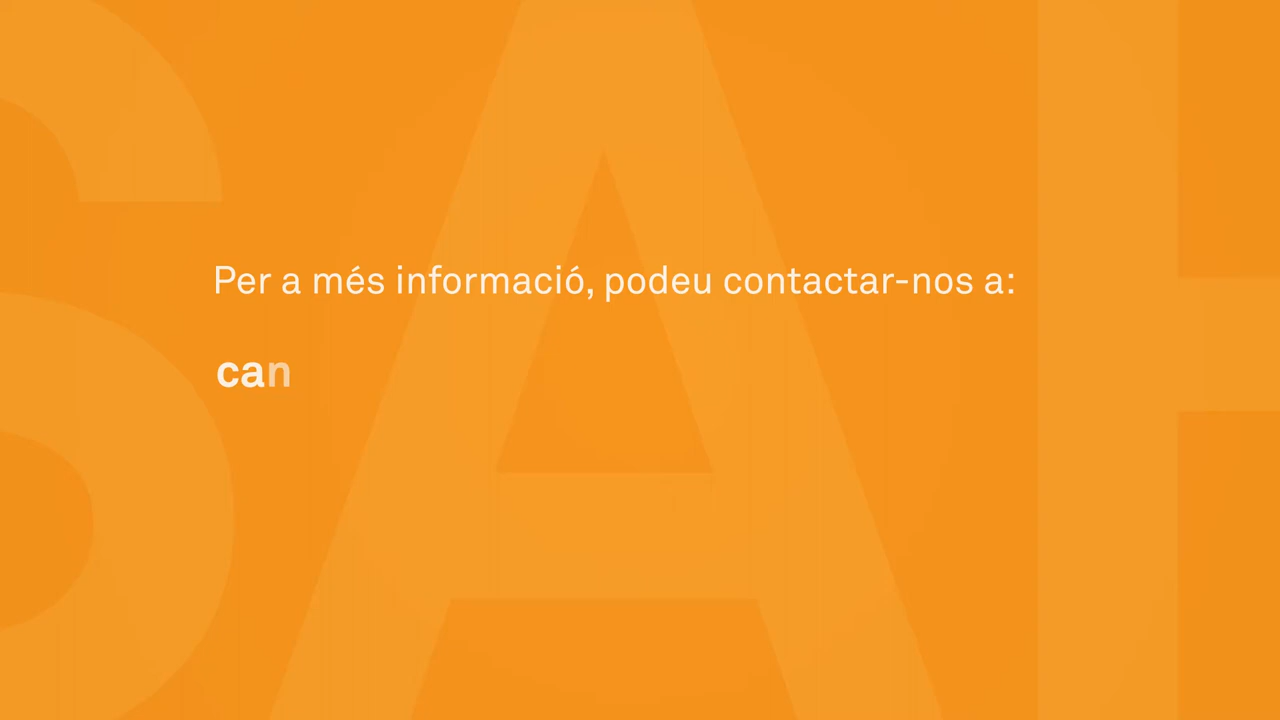 Per a més informació, podeu contactar-nos a:
can